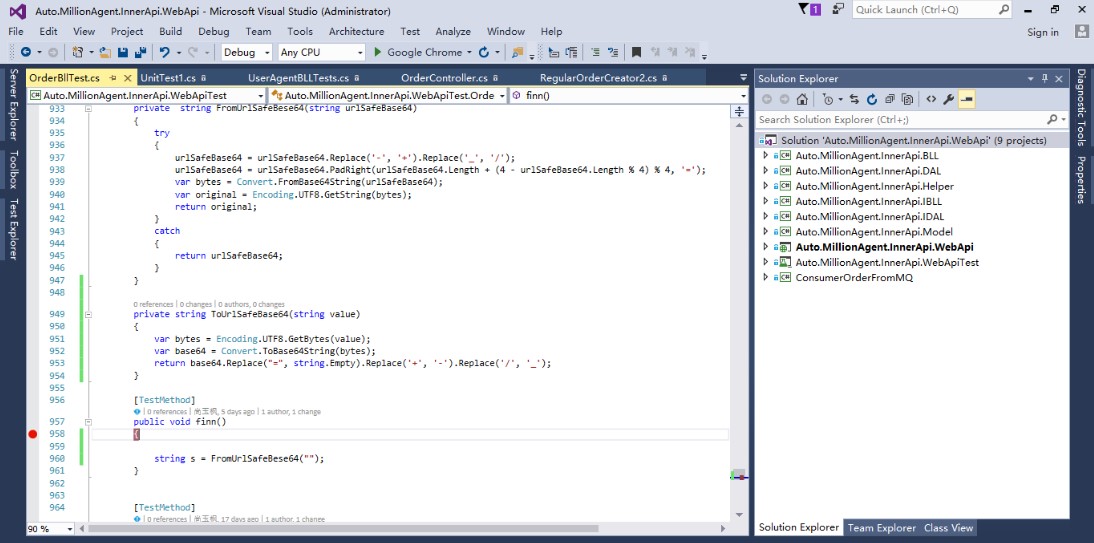 Auto.MillionAgent.InnerApi.WebApi - Microsoft Visual Studio (Administrator)
1
Quick Launch (Ctrl+Q)
File Edit View Project Build Debug Team Tools Architecture Test Analyze Window Help
Sign in
Debug Any CPU Google Chrome
Server Explorer
Toolbox
Test Explorer
OrderBllTest.cs UnitTest1.cs UserAgentBLLTests.cs OrderController.cs RegularOrderCreator2.cs
Auto.MillionAgent.InnerApi.WebApiTest Auto.MillionAgent.InnerApi.WebApiTest.Orde finn()
933 private string FromUrlSafeBese64(string urlSafeBase64)
934 {
935 try
936 {
937 urlSafeBase64 = urlSafeBase64.Replace('-', '+').Replace('_', '/');
938 urlSafeBase64 = urlSafeBase64.PadRight(urlSafeBase64.Length + (4 - urlSafeBase64.Length % 4) % 4, '=');
939 var bytes = Convert.FromBase64String(urlSafeBase64);
940 var original = Encoding.UTF8.GetString(bytes);
941 return original;
942 }
943 catch
944 {
945 return urlSafeBase64;
946 }
947 }
948
0 references | 0 changes | 0 authors, 0 changes
949 private string ToUrlSafeBase64(string value)
950 {
951 var bytes = Encoding.UTF8.GetBytes(value);
952 var base64 = Convert.ToBase64String(bytes);
953 return base64.Replace("=", string.Empty).Replace('+', '-').Replace('/', '_');
954 }
955
956 [TestMethod]
| 0 references | 尚玉枫, 5 days ago | 1 author, 1 change
957 public void finn()
958 {
959
960 string s = FromUrlSafeBese64("");
961 }
962
963
964 [TestMethod]
| 0 references | 尚玉枫, 17 days ago | 1 author, 1 change
90 %
Solution Explorer
Search Solution Explorer (Ctrl+;)
Solution 'Auto.MillionAgent.InnerApi.WebApi' (9 projects)
Auto.MillionAgent.InnerApi.BLL
Auto.MillionAgent.InnerApi.DAL
Auto.MillionAgent.InnerApi.Helper
Auto.MillionAgent.InnerApi.IBLL
Auto.MillionAgent.InnerApi.IDAL
Auto.MillionAgent.InnerApi.Model
Auto.MillionAgent.InnerApi.WebApi
Auto.MillionAgent.InnerApi.WebApiTest
ConsumerOrderFromMQ
Solution Explorer Team Explorer Class View
Diagnostic Tools
Properties